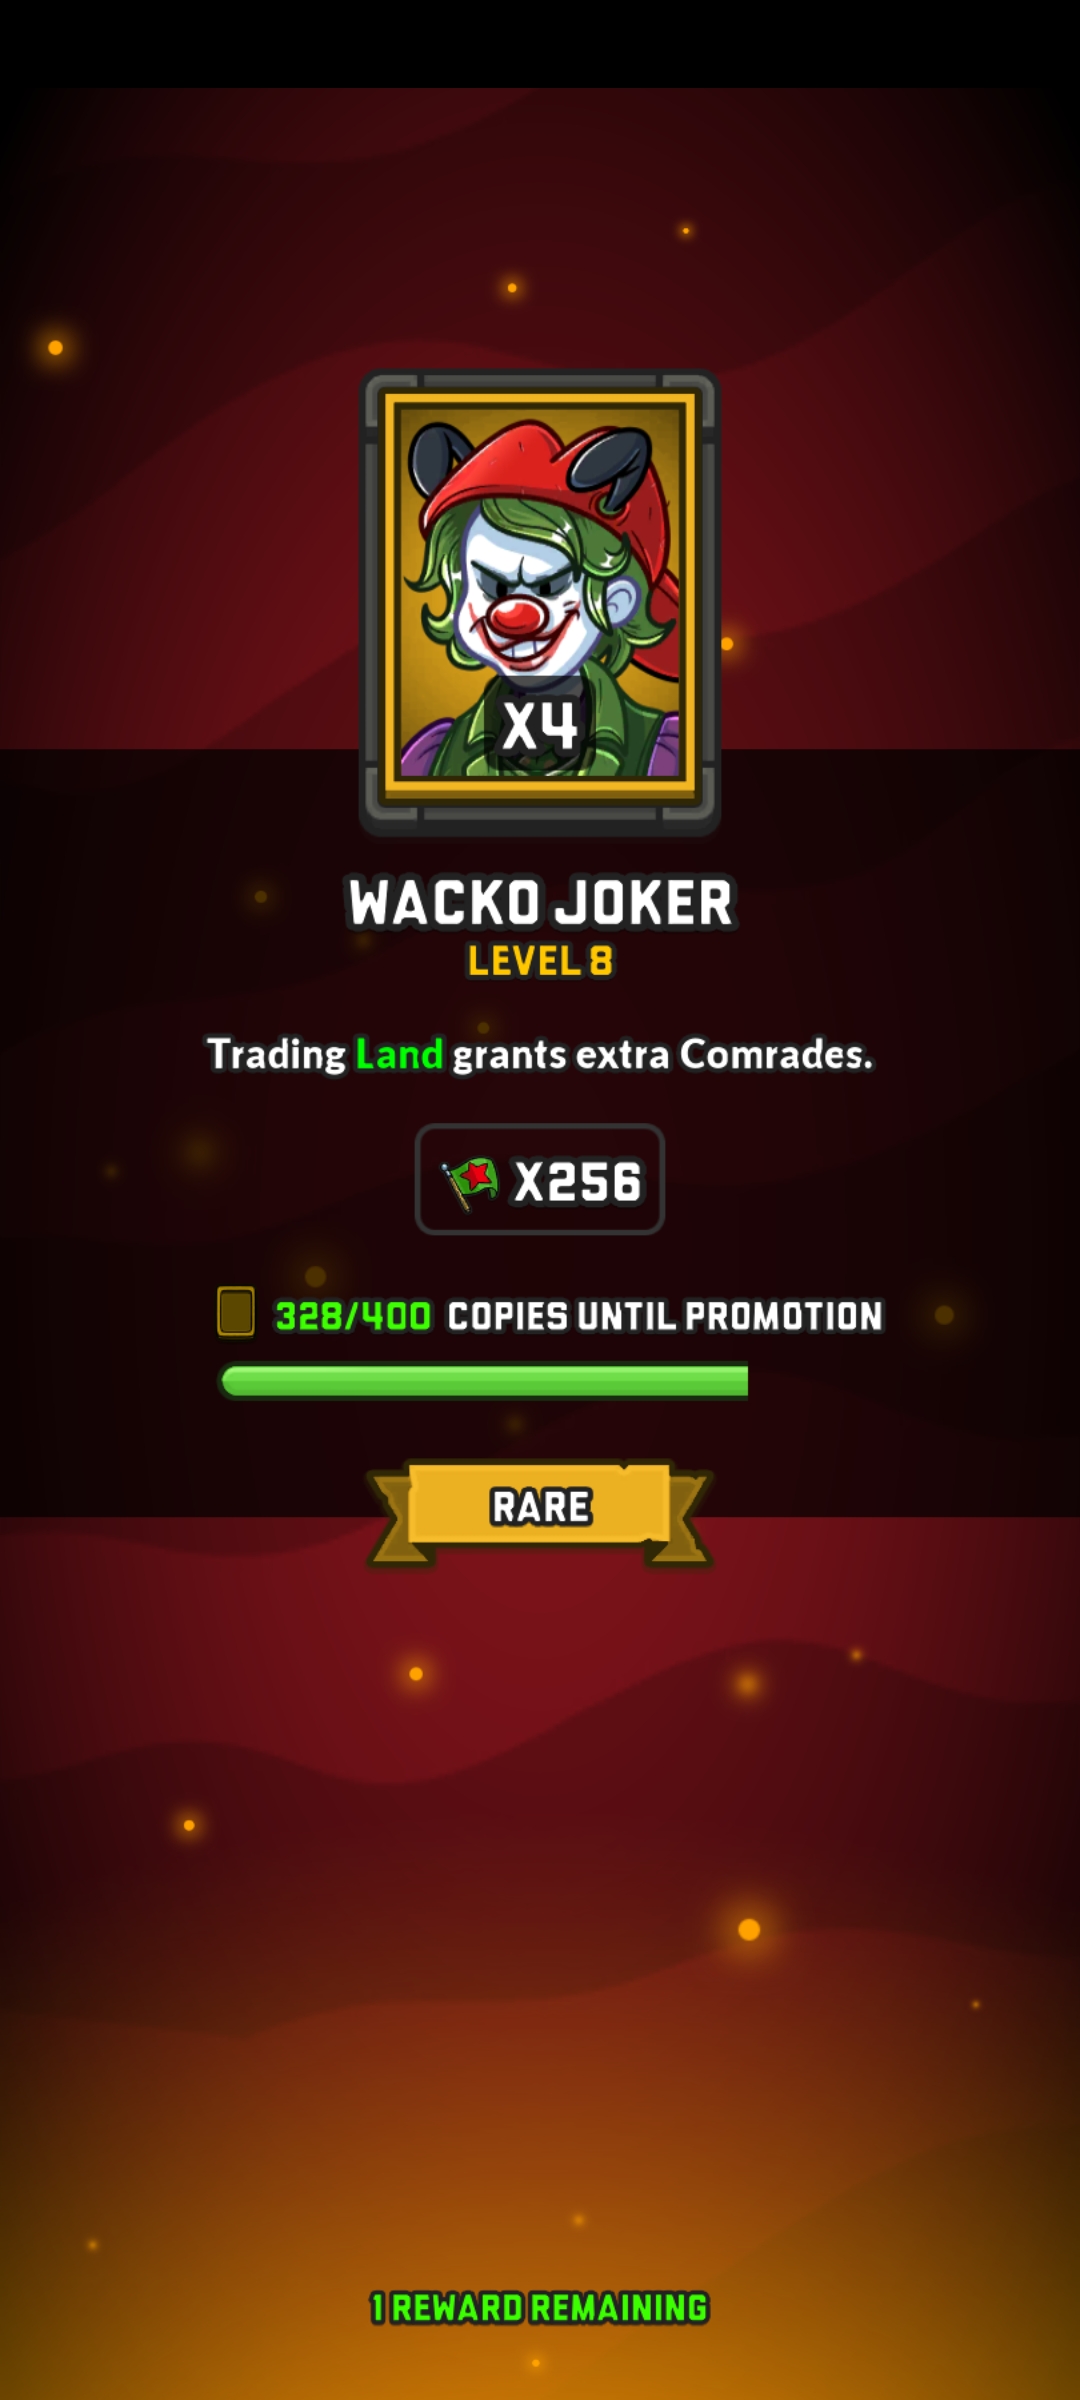 X4
WACKO JOKER
LEVEL 8
Trading Land grants extra Comrades.
X256
328/400 COPIES UNTIL PROMOTION
RARE
1 REWARD REMAINING